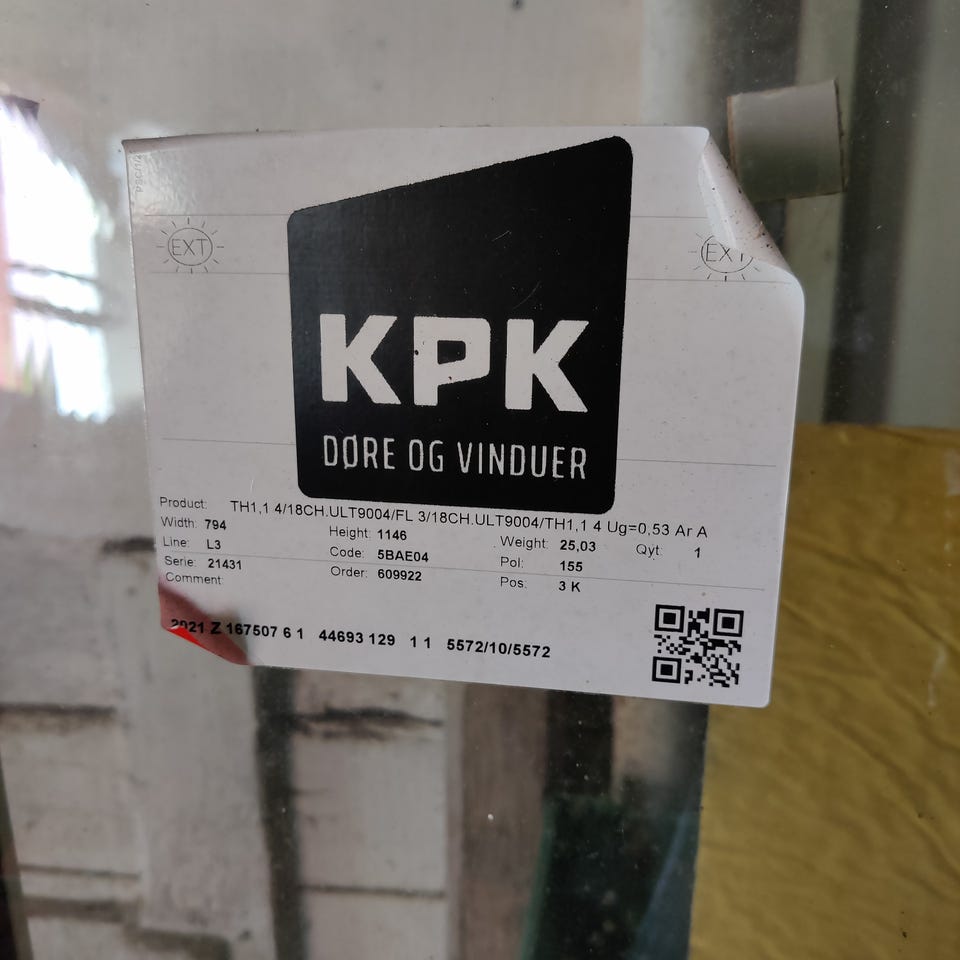 EXT
EXT
KPK
DØRE OG VINDUER
Product: TH1,1 4/18CH.ULT9004/FL 3/18CH.ULT9004/TH1,1 4 Ug=0,53 Ar A
Width: 794 Height: 1146 Weight: 25,03 Qyt: 1
Line: L3 Code: 5BAE04 Pol: 155
Serie: 21431 Order: 609922 Pos: 3 K
Comment:
2021 Z 167507 6 1 44693 129 1 1 5572/10/5572